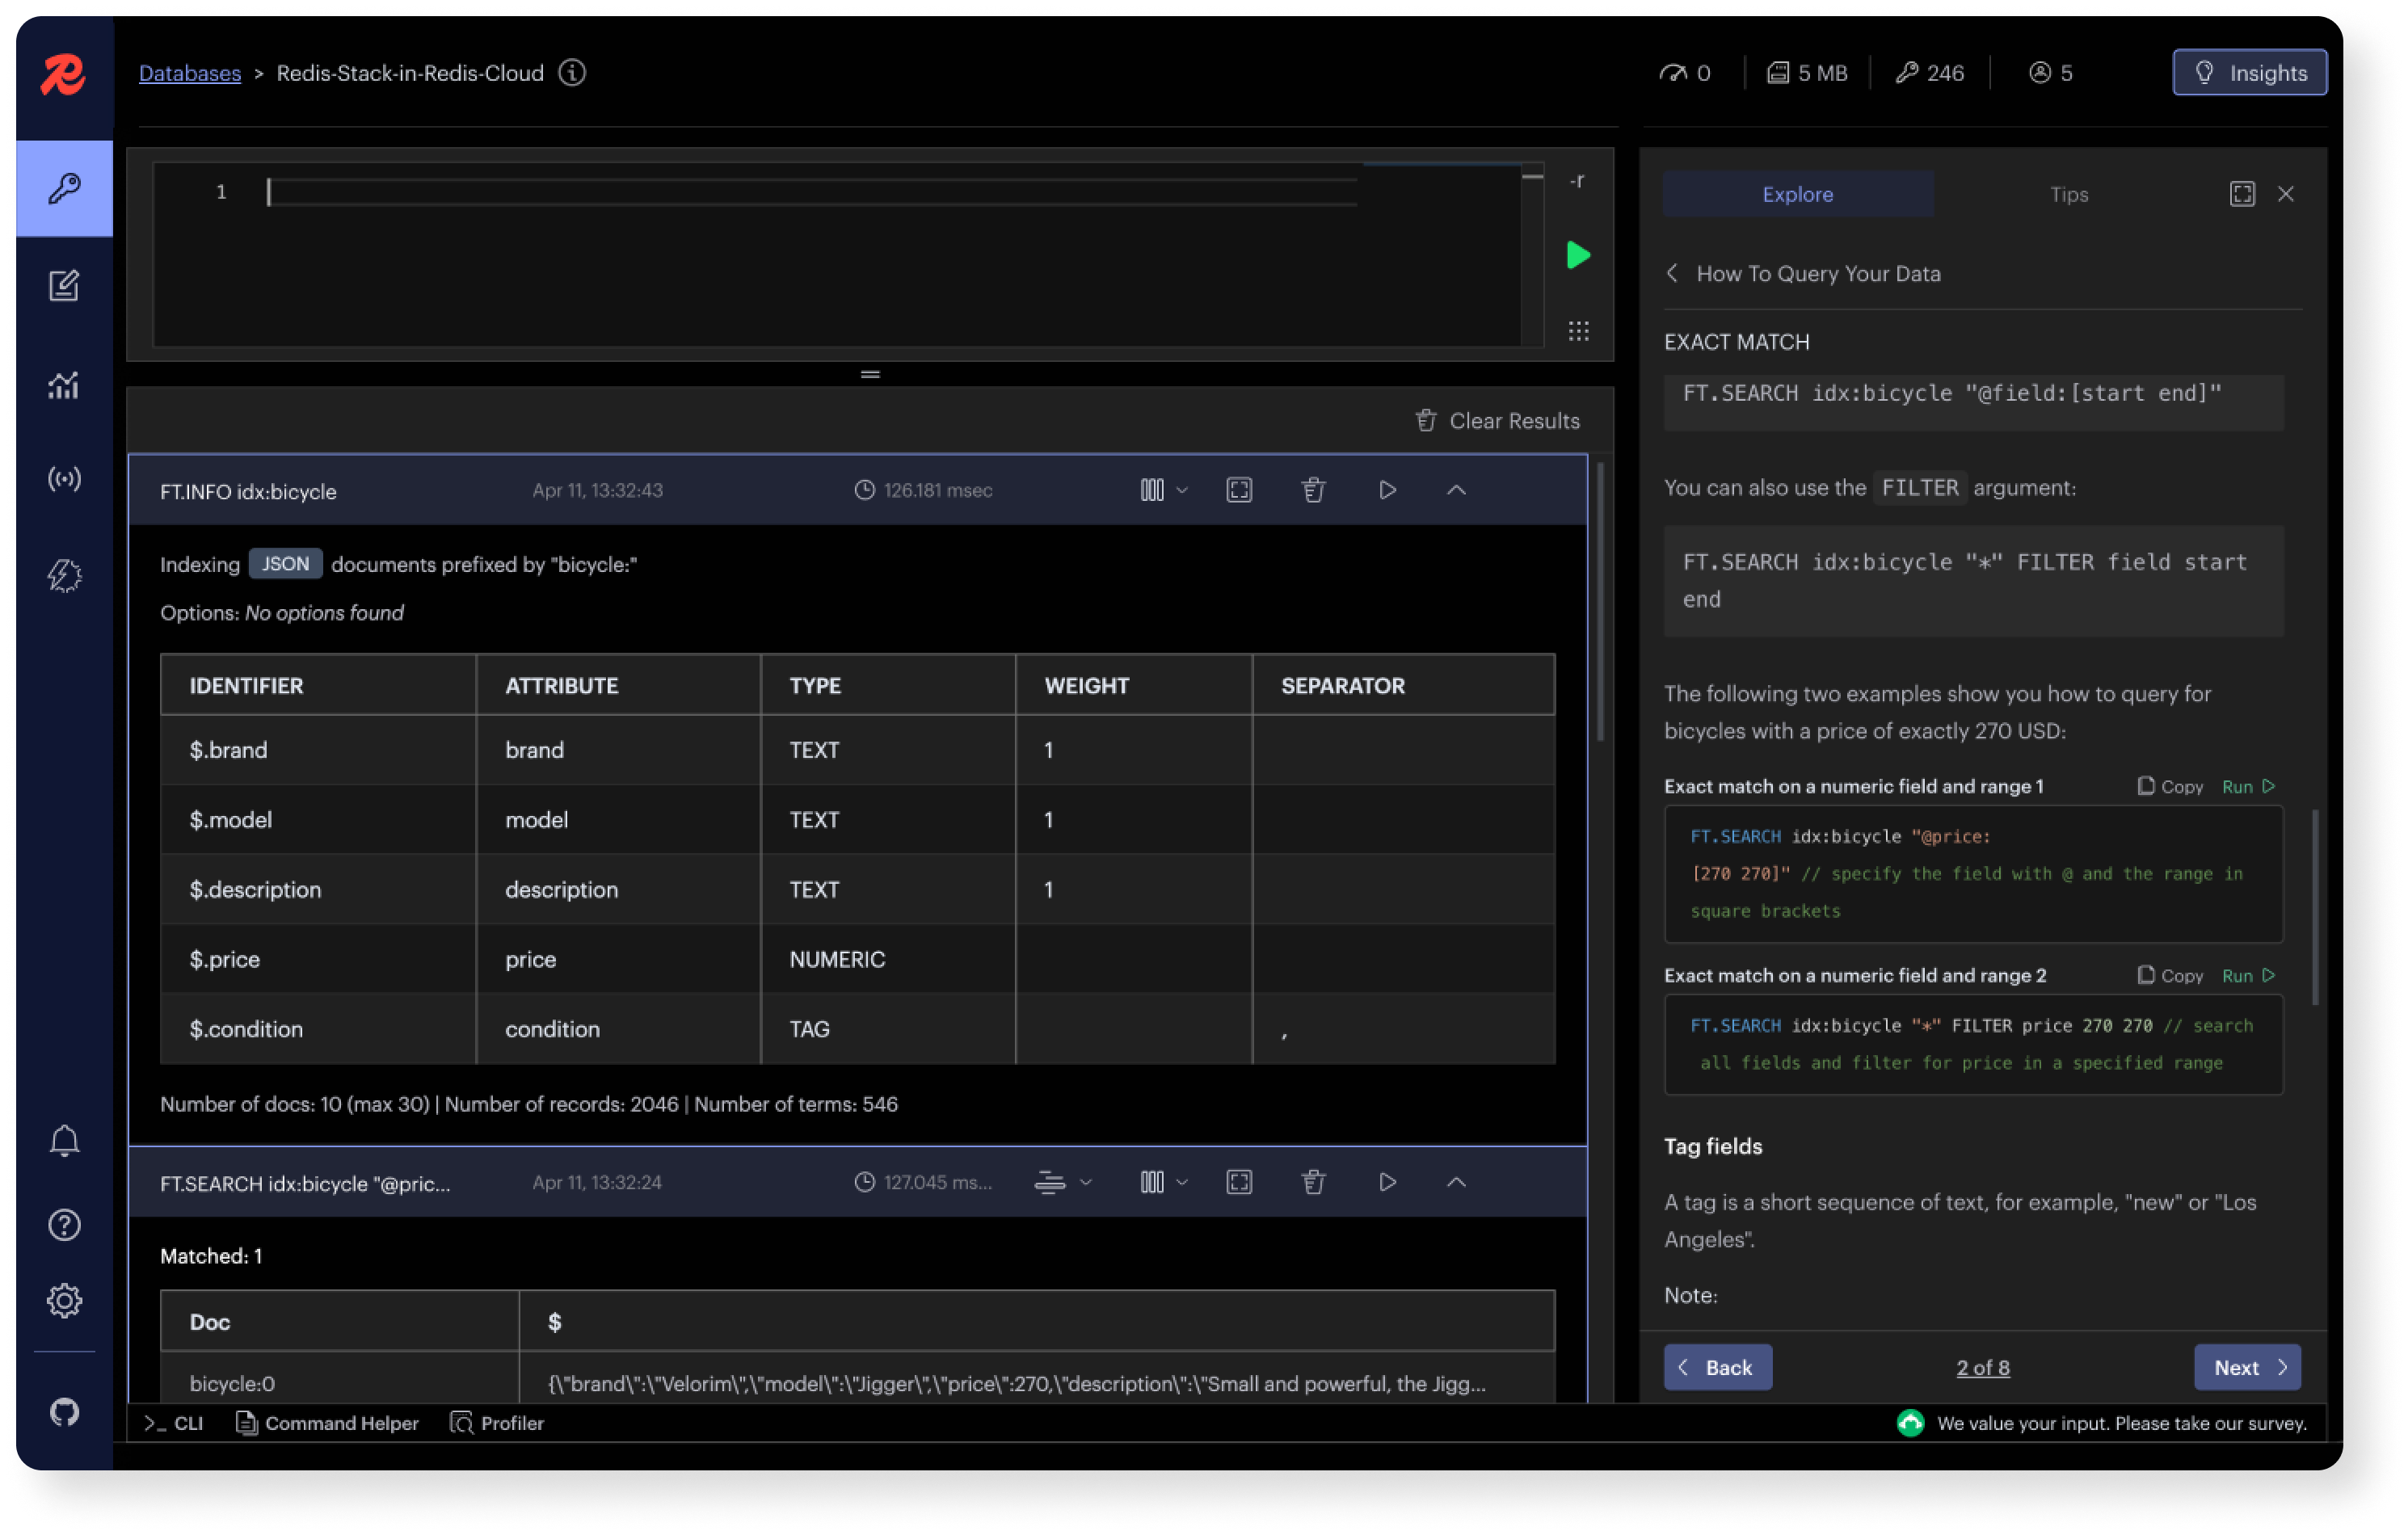 Databases > Redis-Stack-in-Redis-Cloud
0
5 MB
246
5
Insights
1
-r
Clear Results
FT.INFO idx:bicycle
Apr 11, 13:32:43
126.181 msec
Indexing JSON documents prefixed by "bicycle:"
Options: No options found
IDENTIFIER ATTRIBUTE TYPE WEIGHT SEPARATOR
$.brand brand TEXT 1
$.model model TEXT 1
$.description description TEXT 1
$.price price NUMERIC
$.condition condition TAG ,
Number of docs: 10 (max 30) | Number of records: 2046 | Number of terms: 546
FT.SEARCH idx:bicycle "@pric...
Apr 11, 13:32:24
127.045 ms...
Matched: 1
Doc $
bicycle:0 {\"brand\":\"Velorim\",\"model\":\"Jigger\",\"price\":270,\"description\":\"Small and powerful, the Jigg...
Explore
Tips
How To Query Your Data
EXACT MATCH
FT.SEARCH idx:bicycle "@field:[start end]"
You can also use the FILTER argument:
FT.SEARCH idx:bicycle "*" FILTER field start
end
The following two examples show you how to query for
bicycles with a price of exactly 270 USD:
Exact match on a numeric field and range 1
Copy
Run
FT.SEARCH idx:bicycle "@price:
[270 270]" // specify the field with @ and the range in
square brackets
Exact match on a numeric field and range 2
Copy
Run
FT.SEARCH idx:bicycle "*" FILTER price 270 270 // search
all fields and filter for price in a specified range
Tag fields
A tag is a short sequence of text, for example, "new" or "Los
Angeles".
Note:
Back
2 of 8
Next
>_ CLI
Command Helper
Profiler
We value your input. Please take our survey.